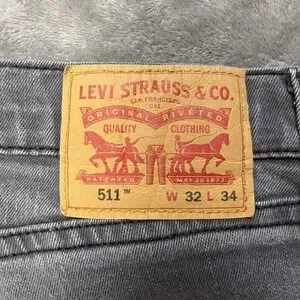 LEVI STRAUSS & CO.
SAN FRANCISCO
CAL
ORIGINAL RIVETED
QUALITY CLOTHING
PATENTED MAY 20 1873
511™ W 32 L 34